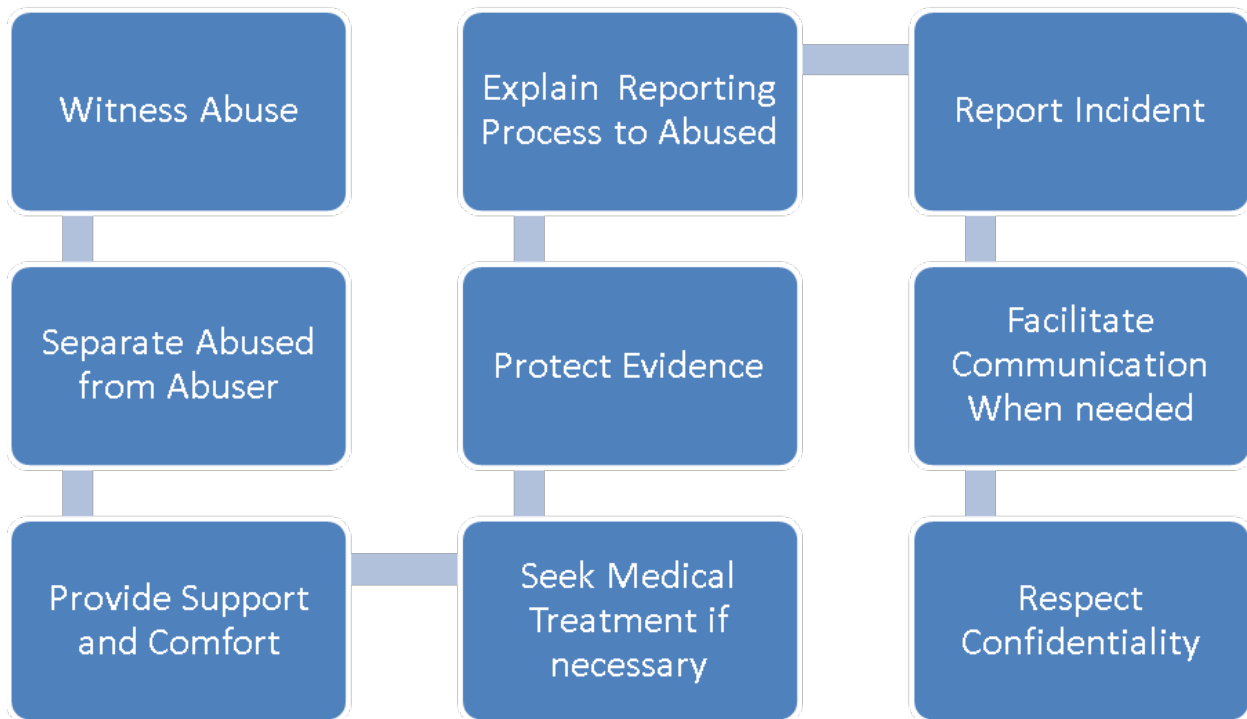 Witness Abuse
Separate Abused
from Abuser
Provide Support
and Comfort
Seek Medical
Treatment if
necessary
Protect Evidence
Explain Reporting
Process to Abused
Report Incident
Facilitate
Communication
When needed
Respect
Confidentiality